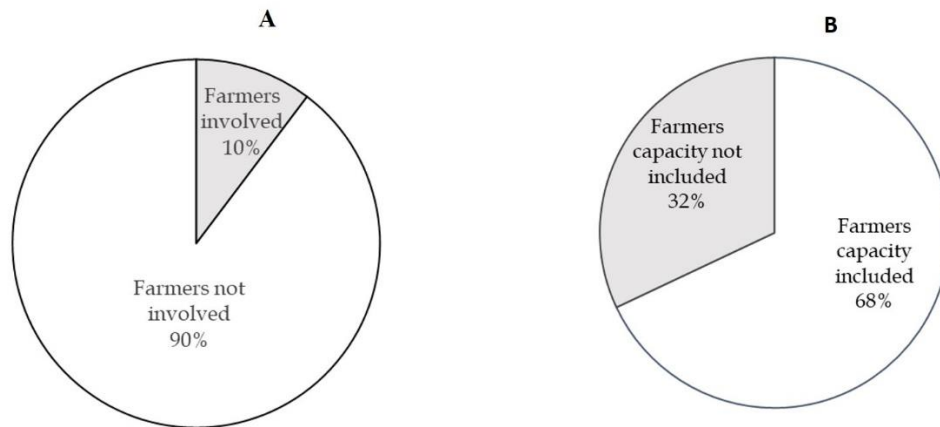 A
Farmers
involved
10%
Farmers not
involved
90%
B
Farmers
capacity not
included
32%
Farmers
capacity
included
68%